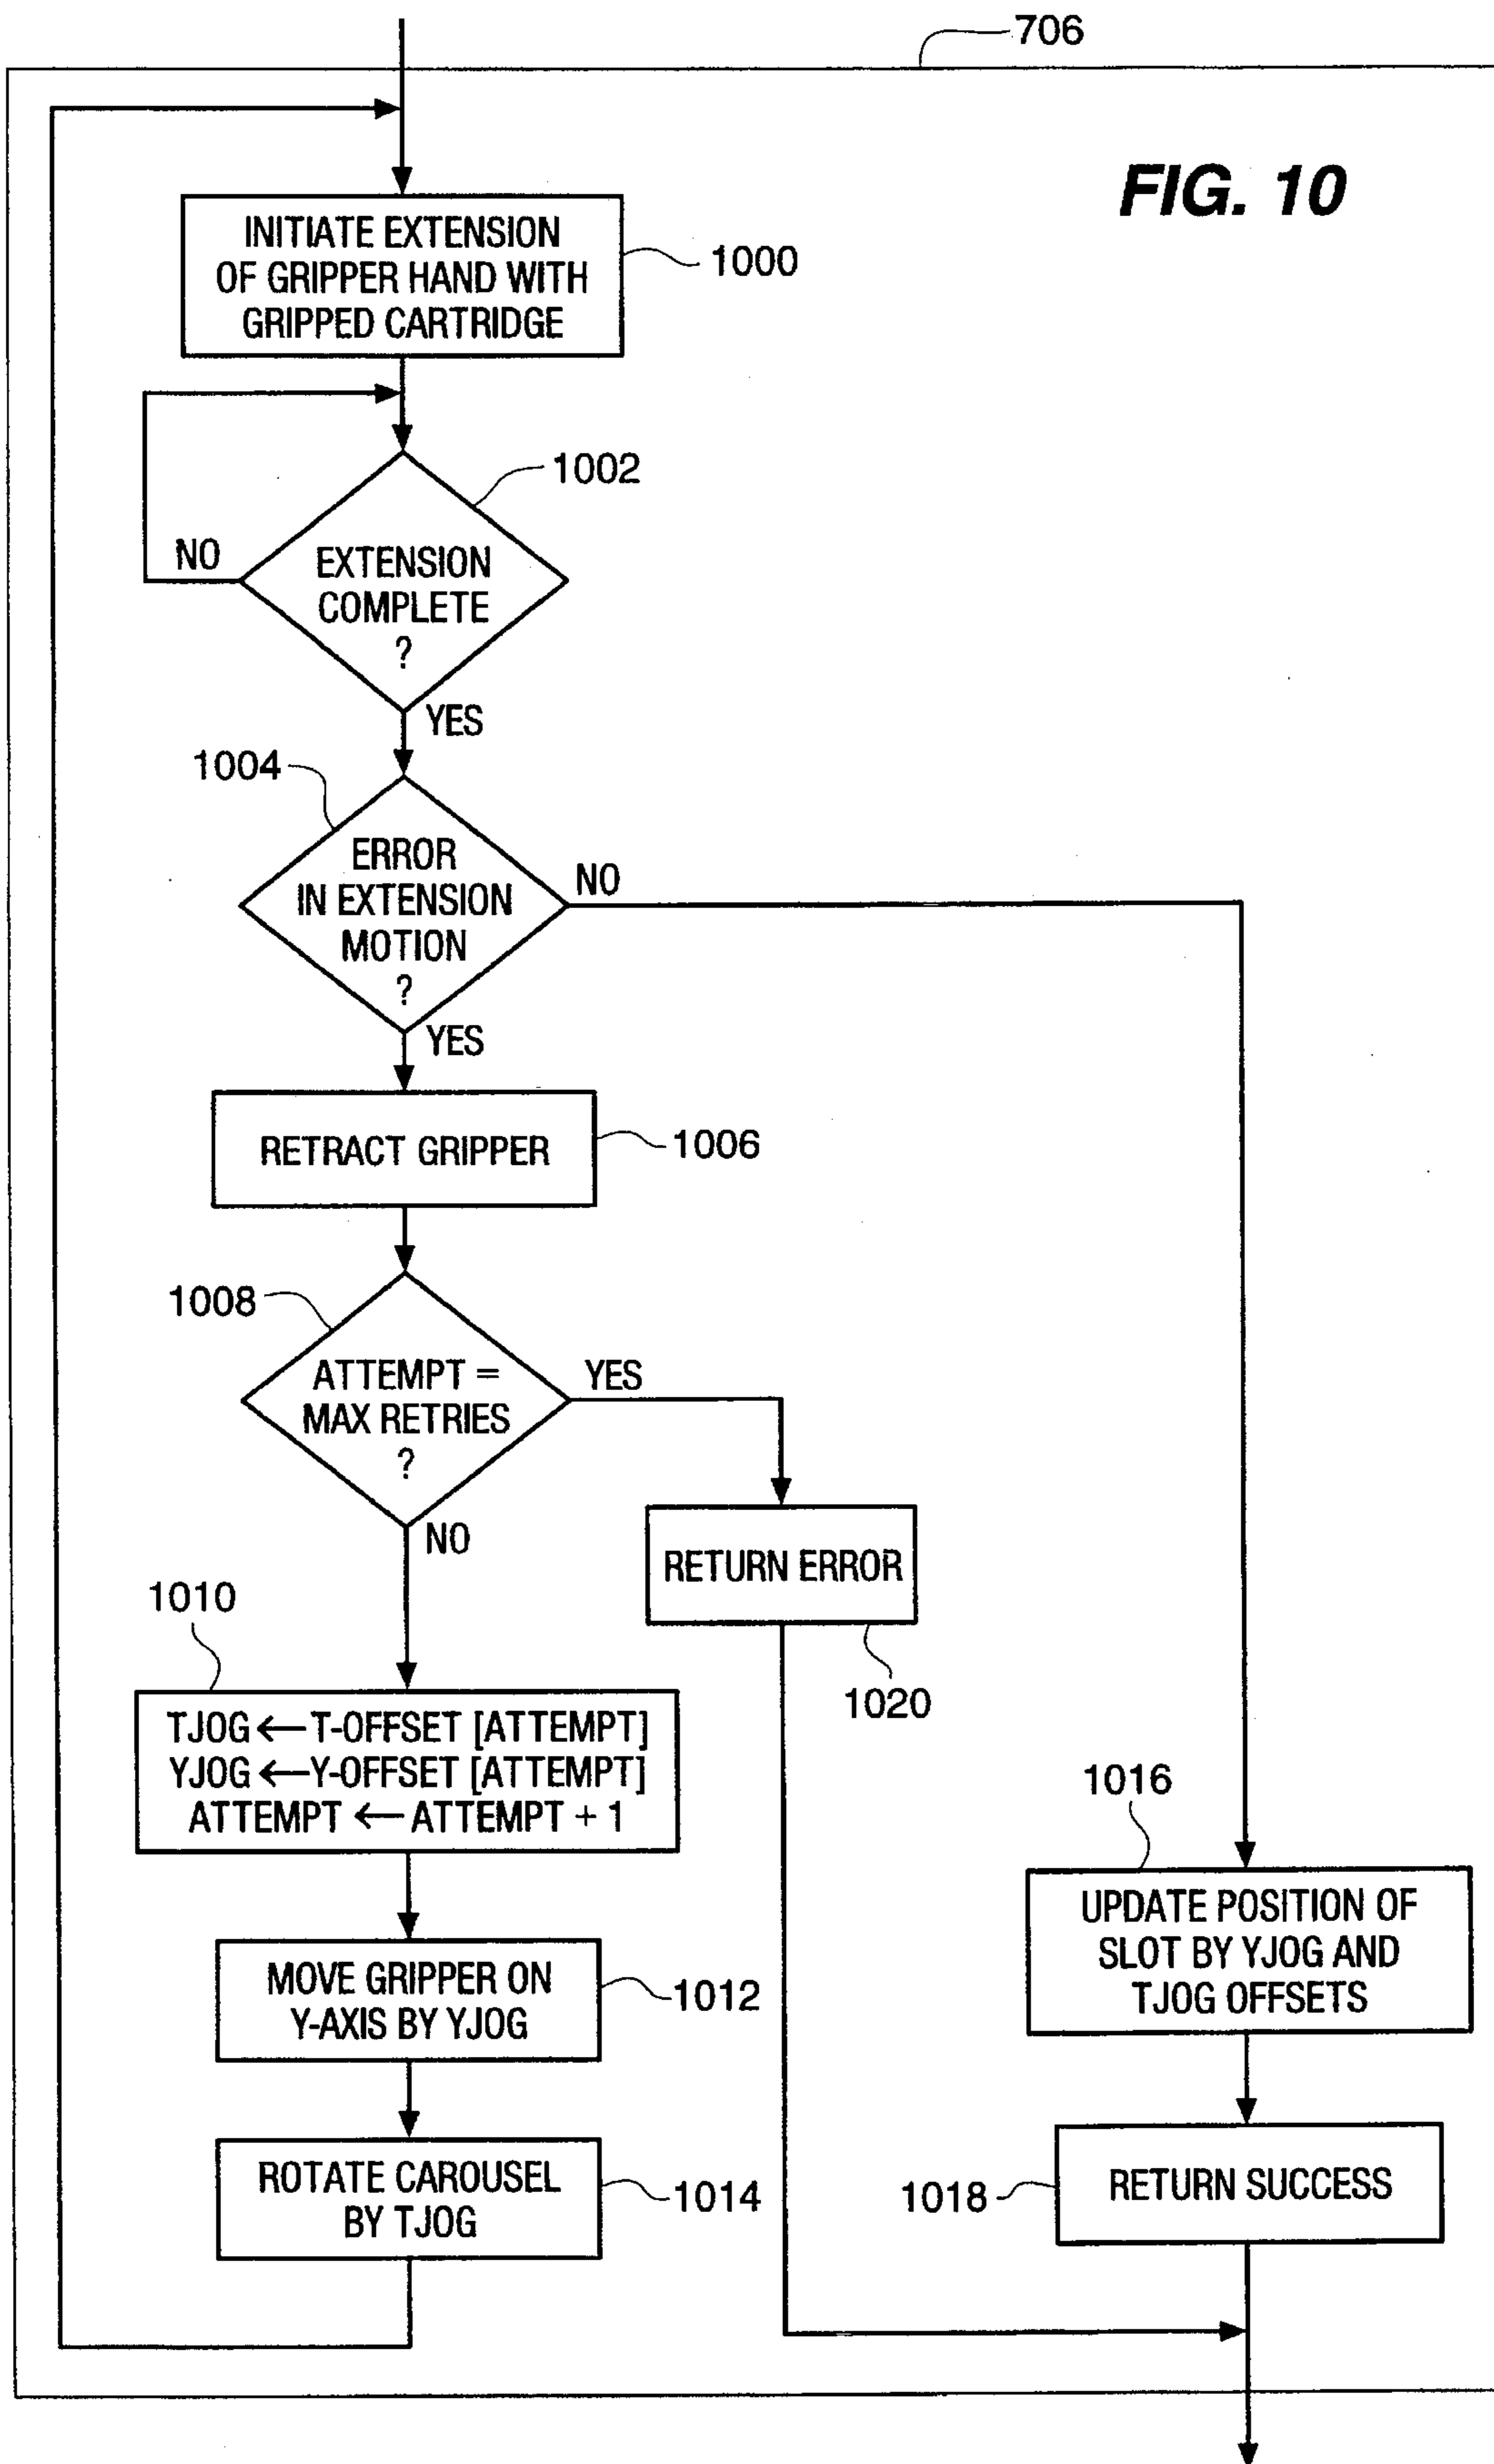 706
FIG. 10
INITIATE EXTENSION
OF GRIPPER HAND WITH
GRIPPED CARTRIDGE
1000
1002
NO
EXTENSION
COMPLETE
?
YES
1004
ERROR
IN EXTENSION
MOTION
?
NO
YES
RETRACT GRIPPER
1006
1008
ATTEMPT =
MAX RETRIES
?
YES
NO
RETURN ERROR
1020
1010
TJOG ← T-OFFSET [ATTEMPT]
YJOG ← Y-OFFSET [ATTEMPT]
ATTEMPT ← ATTEMPT + 1
1016
UPDATE POSITION OF
SLOT BY YJOG AND
TJOG OFFSETS
MOVE GRIPPER ON
Y-AXIS BY YJOG
1012
ROTATE CAROUSEL
BY TJOG
1014
1018
RETURN SUCCESS